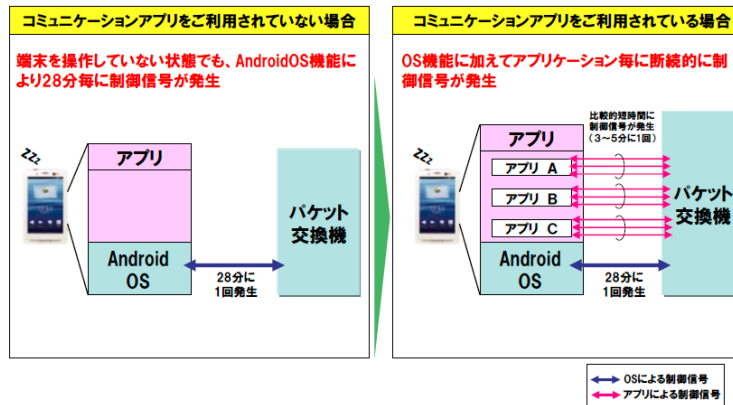 コミュニケーションアプリをご利用されていない場合
端末を操作していない状態でも、AndroidOS機能に
より28分毎に制御信号が発生
zzz
アプリ
Android
OS
パケット
交換機
28分に
1回発生
コミュニケーションアプリをご利用されている場合
OS機能に加えてアプリケーション毎に断続的に制
御信号が発生
比較的短時間に
制御信号が発生
（3～5分に1回）
zzz
アプリ
アプリ A
アプリ B
アプリ C
Android
OS
パケット
交換機
28分に
1回発生
OSによる制御信号
アプリによる制御信号